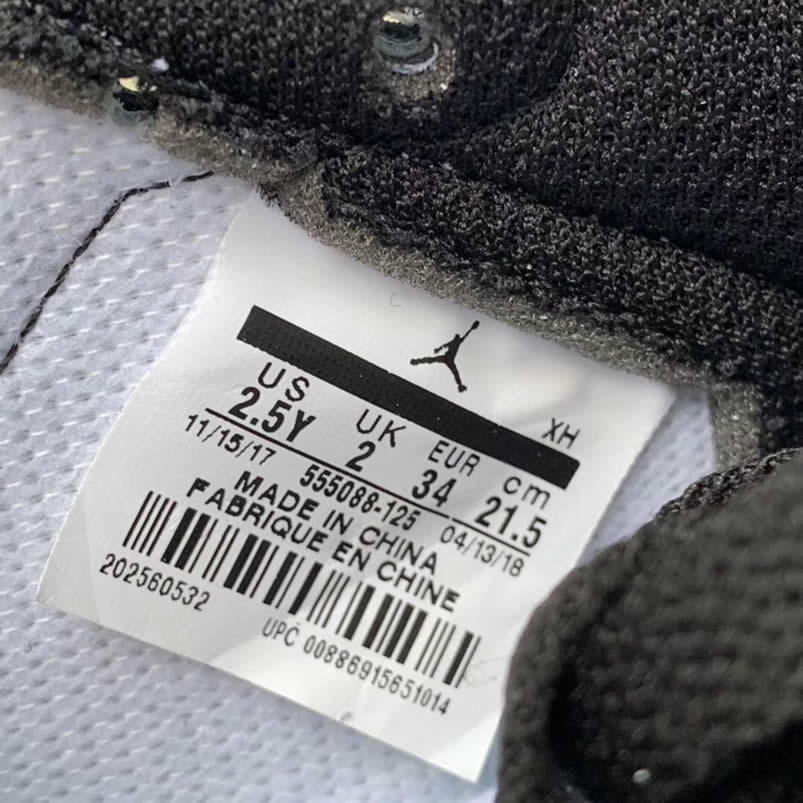 XH
US UK EUR cm
2.5Y 2 34 21.5
11/15/17 555088-125 04/13/18
MADE IN CHINA
FABRIQUE EN CHINE
202560532
UPC 00886915651014